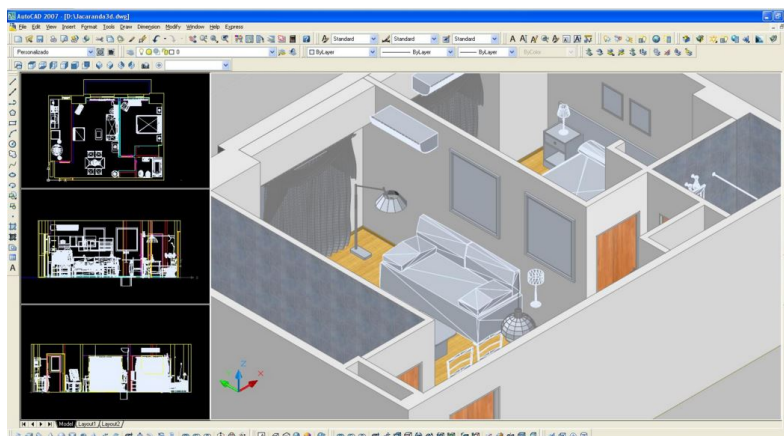 AutoCAD 2007 - [D:\Jacaranda3d.dwg]
File Edit View Insert Format Tools Draw Dimension Modify Window Help Express
Standard Standard Standard
Personalizado 0 ByLayer ByLayer ByLayer ByColor
Z
X
Model Layout1 Layout2